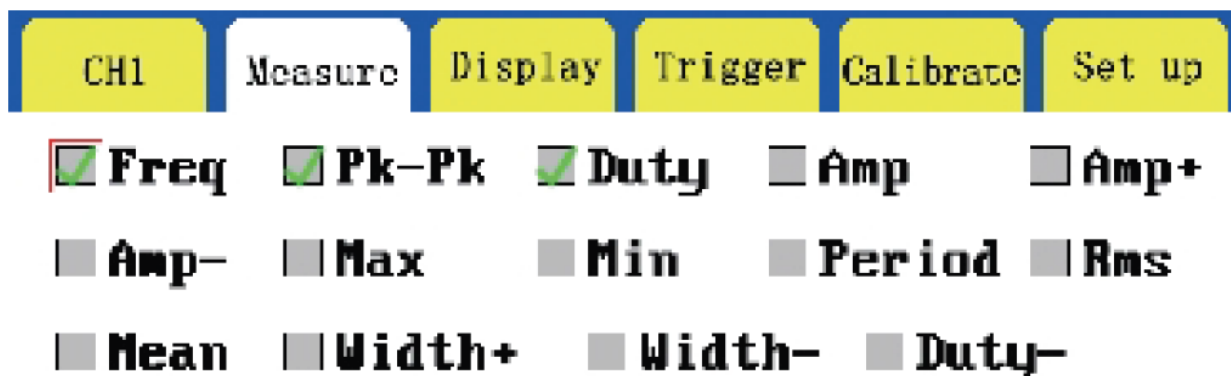 CH1 Measure Display Trigger Calibrate Set up
Freq Pk-Pk Duty Amp Amp+
Amp- Max Min Period Rms
Mean Width+ Width- Duty-